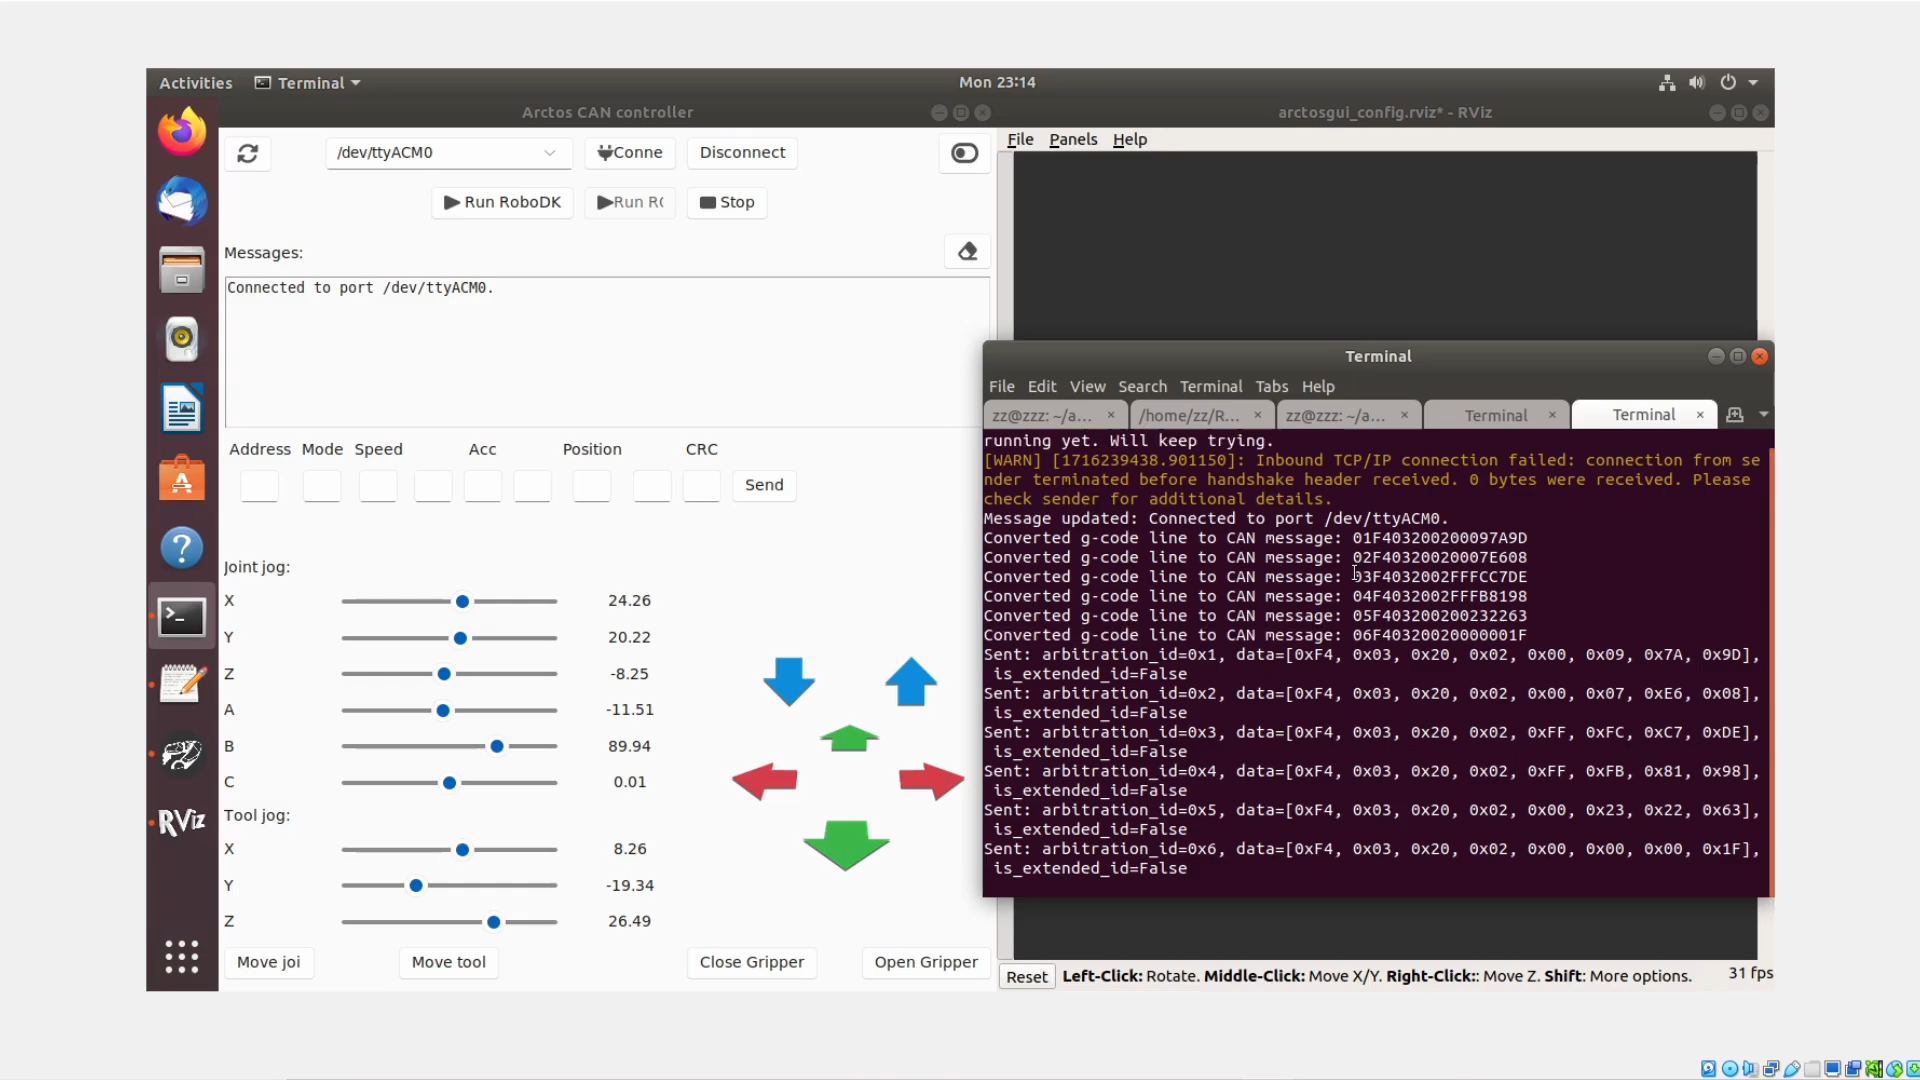 Activities Terminal Mon 23:14
Arctos CAN controller
arctosgui_config.rviz* - RViz
/dev/ttyACM0 Conne Disconnect
Run RoboDK Run RO Stop
Messages:
Connected to port /dev/ttyACM0.
Address Mode Speed Acc Position CRC
Send
Joint jog:
X 24.26
Y 20.22
Z -8.25
A -11.51
B 89.94
C 0.01
Tool jog:
X 8.26
Y -19.34
Z 26.49
Move joi Move tool Close Gripper Open Gripper
RViz
File Panels Help
Terminal
File Edit View Search Terminal Tabs Help
zz@zzz: ~/a... /home/zz/R... zz@zzz: ~/a... Terminal Terminal
running yet. Will keep trying.
[WARN] [1716239438.901150]: Inbound TCP/IP connection failed: connection from se
nder terminated before handshake header received. 0 bytes were received. Please
check sender for additional details.
Message updated: Connected to port /dev/ttyACM0.
Converted g-code line to CAN message: 01F403200200097A9D
Converted g-code line to CAN message: 02F40320020007E608
Converted g-code line to CAN message: 03F4032002FFFCC7DE
Converted g-code line to CAN message: 04F4032002FFFB8198
Converted g-code line to CAN message: 05F403200200232263
Converted g-code line to CAN message: 06F40320020000001F
Sent: arbitration_id=0x1, data=[0xF4, 0x03, 0x20, 0x02, 0x00, 0x09, 0x7A, 0x9D],
is_extended_id=False
Sent: arbitration_id=0x2, data=[0xF4, 0x03, 0x20, 0x02, 0x00, 0x07, 0xE6, 0x08],
is_extended_id=False
Sent: arbitration_id=0x3, data=[0xF4, 0x03, 0x20, 0x02, 0xFF, 0xFC, 0xC7, 0xDE],
is_extended_id=False
Sent: arbitration_id=0x4, data=[0xF4, 0x03, 0x20, 0x02, 0xFF, 0xFB, 0x81, 0x98],
is_extended_id=False
Sent: arbitration_id=0x5, data=[0xF4, 0x03, 0x20, 0x02, 0x00, 0x23, 0x22, 0x63],
is_extended_id=False
Sent: arbitration_id=0x6, data=[0xF4, 0x03, 0x20, 0x02, 0x00, 0x00, 0x00, 0x1F],
is_extended_id=False
Reset Left-Click: Rotate. Middle-Click: Move X/Y. Right-Click:: Move Z. Shift: More options. 31 fps